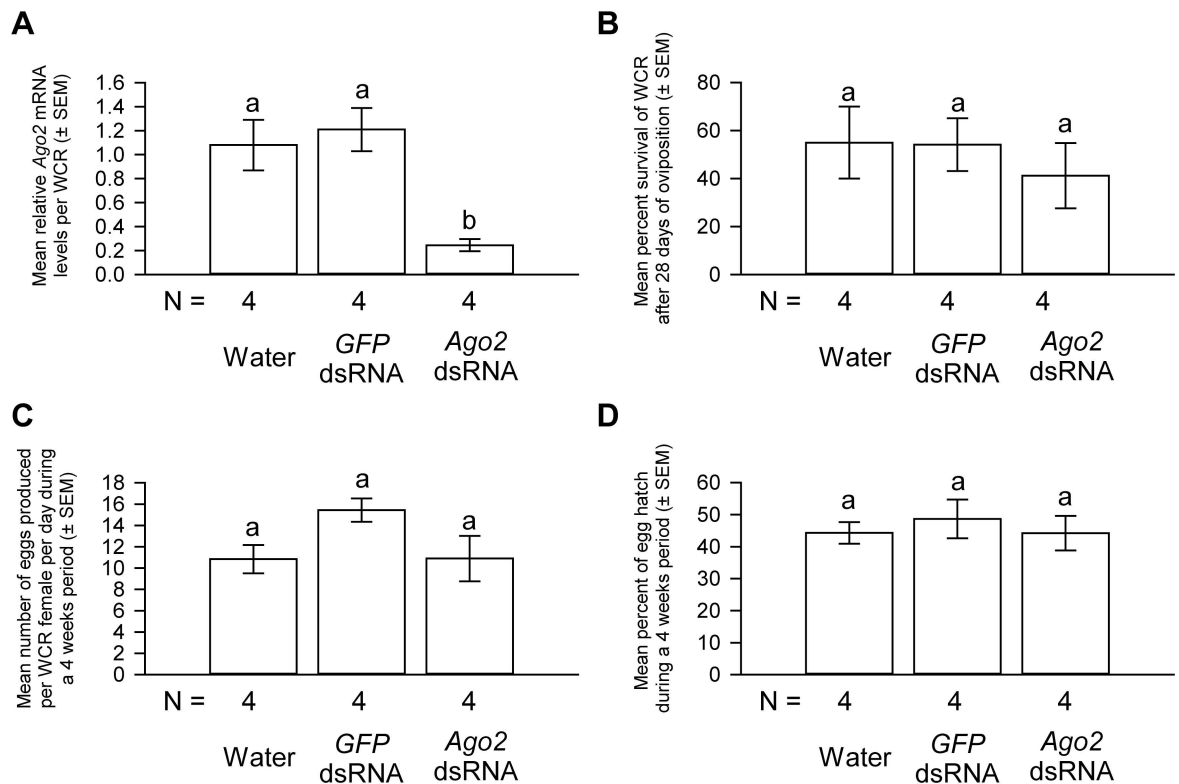 A
Mean relative Ago2 mRNA
levels per WCR (± SEM)
1.6
1.4
1.2
1.0
0.8
0.6
0.4
0.2
0.0
a
a
b
N = 4 4 4
Water
GFP
dsRNA
Ago2
dsRNA
B
Mean percent survival of WCR
after 28 days of oviposition (± SEM)
80
60
40
20
0
a
a
a
N = 4 4 4
Water
GFP
dsRNA
Ago2
dsRNA
C
Mean number of eggs produced
per WCR female per day during
a 4 weeks period (± SEM)
18
16
14
12
10
8
6
4
2
0
a
a
a
N = 4 4 4
Water
GFP
dsRNA
Ago2
dsRNA
D
Mean percent of egg hatch
during a 4 weeks period (± SEM)
60
50
40
30
20
10
0
a
a
a
N = 4 4 4
Water
GFP
dsRNA
Ago2
dsRNA